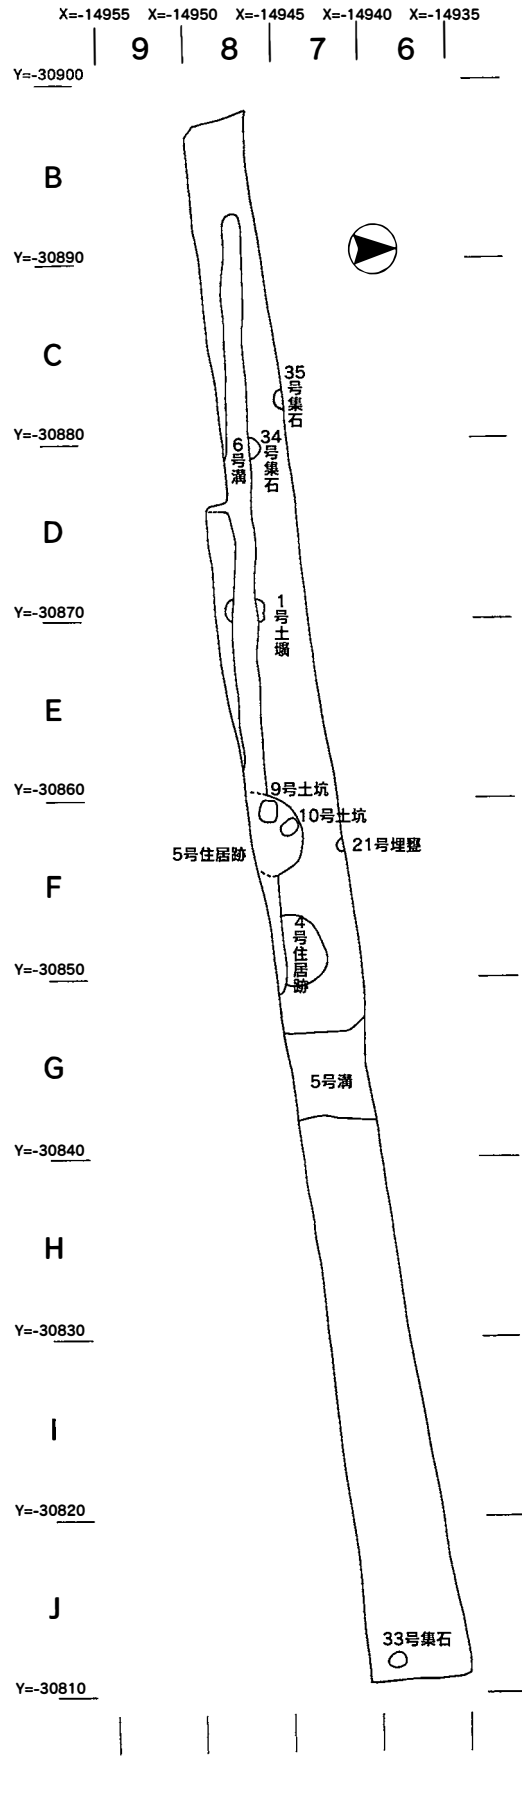 X=-14955 X=-14950 X=-14945 X=-14940 X=-14935
9 8 7 6
Y=-30900
B
Y=-30890
C
35号集石
Y=-30880
6号溝
34号集石
D
Y=-30870
1号土壙
E
Y=-30860
9号土坑
10号土坑
21号埋甕
5号住居跡
F
4号住居跡
Y=-30850
G
5号溝
Y=-30840
H
Y=-30830
I
Y=-30820
J
33号集石
Y=-30810